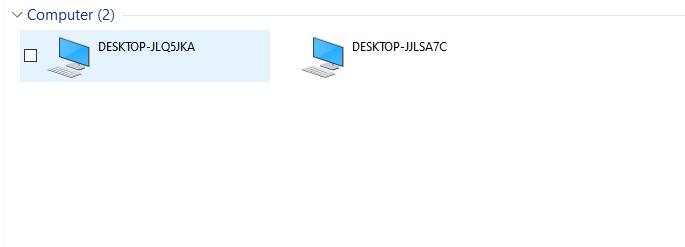 Computer (2)
DESKTOP-JLQ5JKA
DESKTOP-JJLSA7C